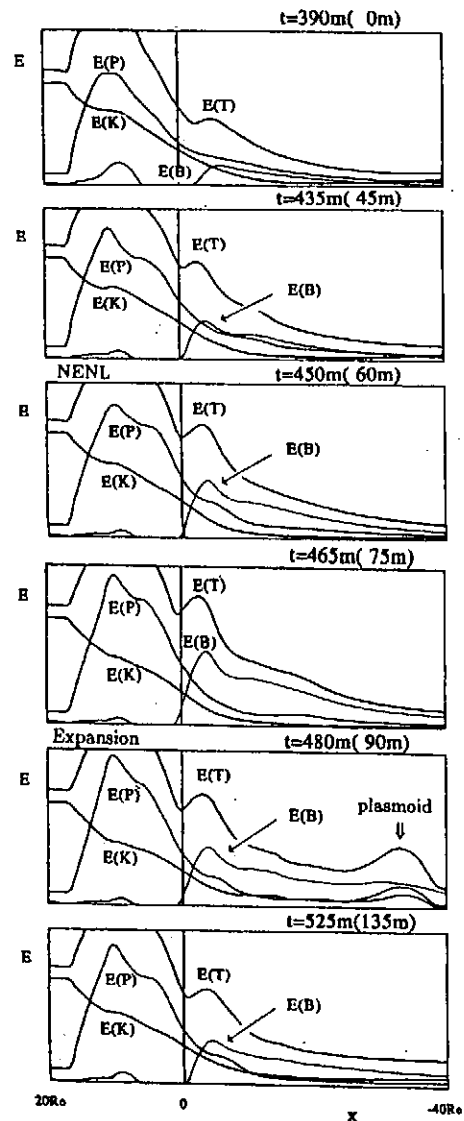 t=390m( 0m)
E
E(P)
E(K)
E(T)
E(B)
t=435m( 45m)
E
E(T)
E(P)
E(B)
E(K)
NENL
t=450m( 60m)
E
E(T)
E(P)
E(B)
E(K)
t=465m( 75m)
E
E(T)
E(P)
E(B)
E(K)
Expansion
t=480m( 90m)
E
E(T)
plasmoid
E(P)
E(B)
E(K)
t=525m(135m)
E
E(T)
E(P)
E(B)
E(K)
20Re
0
X
-40Re